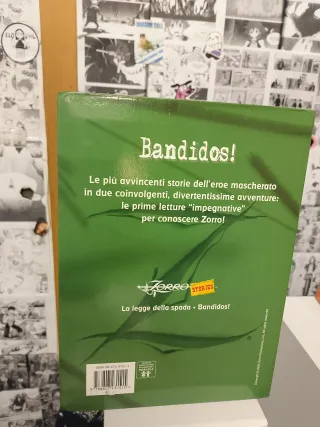 Bandidos!
Le più avvincenti storie dell'eroe mascherato
in due coinvolgenti, divertentissime avventure:
le prime letture "impegnative"
per conoscere Zorro!
ZORRO STORIES
La legge della spada - Bandidos!